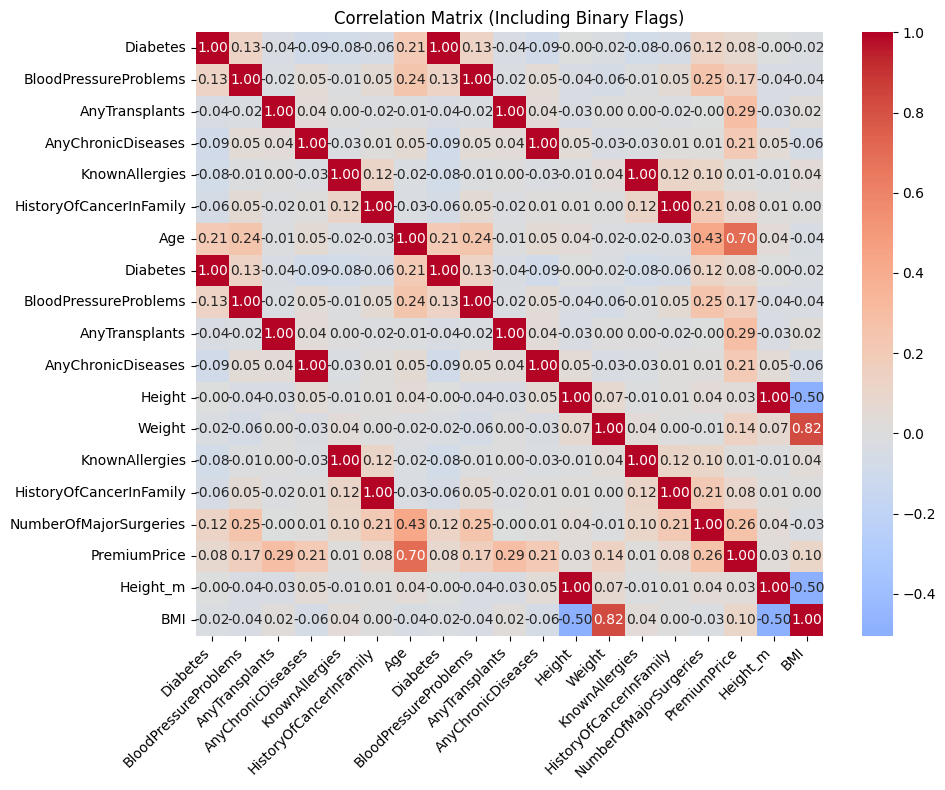 Correlation Matrix (Including Binary Flags)
Diabetes 1.00 0.13 -0.04 -0.09 -0.08 -0.06 0.21 1.00 0.13 -0.04 -0.09 -0.00 -0.02 -0.08 -0.06 0.12 0.08 -0.00 -0.02
BloodPressureProblems 0.13 1.00 -0.02 0.05 -0.01 0.05 0.24 0.13 1.00 -0.02 0.05 -0.04 -0.06 -0.01 0.05 0.25 0.17 -0.04 -0.04
AnyTransplants -0.04 -0.02 1.00 0.04 0.00 -0.02 -0.01 -0.04 -0.02 1.00 0.04 -0.03 0.00 0.00 -0.02 -0.00 0.29 -0.03 0.02
AnyChronicDiseases -0.09 0.05 0.04 1.00 -0.03 0.01 0.05 -0.09 0.05 0.04 1.00 0.05 -0.03 -0.03 0.01 0.01 0.21 0.05 -0.06
KnownAllergies -0.08 -0.01 0.00 -0.03 1.00 0.12 -0.02 -0.08 -0.01 0.00 -0.03 -0.01 0.04 1.00 0.12 0.10 0.01 -0.01 0.04
HistoryOfCancerInFamily -0.06 0.05 -0.02 0.01 0.12 1.00 -0.03 -0.06 0.05 -0.02 0.01 0.01 0.00 0.12 1.00 0.21 0.08 0.01 0.00
Age 0.21 0.24 -0.01 0.05 -0.02 -0.03 1.00 0.21 0.24 -0.01 0.05 0.04 -0.02 -0.02 -0.03 0.43 0.70 0.04 -0.04
Diabetes 1.00 0.13 -0.04 -0.09 -0.08 -0.06 0.21 1.00 0.13 -0.04 -0.09 -0.00 -0.02 -0.08 -0.06 0.12 0.08 -0.00 -0.02
BloodPressureProblems 0.13 1.00 -0.02 0.05 -0.01 0.05 0.24 0.13 1.00 -0.02 0.05 -0.04 -0.06 -0.01 0.05 0.25 0.17 -0.04 -0.04
AnyTransplants -0.04 -0.02 1.00 0.04 0.00 -0.02 -0.01 -0.04 -0.02 1.00 0.04 -0.03 0.00 0.00 -0.02 -0.00 0.29 -0.03 0.02
AnyChronicDiseases -0.09 0.05 0.04 1.00 -0.03 0.01 0.05 -0.09 0.05 0.04 1.00 0.05 -0.03 -0.03 0.01 0.01 0.21 0.05 -0.06
Height -0.00 -0.04 -0.03 0.05 -0.01 0.01 0.04 -0.00 -0.04 -0.03 0.05 1.00 0.07 -0.01 0.01 0.04 0.03 1.00 -0.50
Weight -0.02 -0.06 0.00 -0.03 0.04 0.00 -0.02 -0.02 -0.06 0.00 -0.03 0.07 1.00 0.04 0.00 -0.01 0.14 0.07 0.82
KnownAllergies -0.08 -0.01 0.00 -0.03 1.00 0.12 -0.02 -0.08 -0.01 0.00 -0.03 -0.01 0.04 1.00 0.12 0.10 0.01 -0.01 0.04
HistoryOfCancerInFamily -0.06 0.05 -0.02 0.01 0.12 1.00 -0.03 -0.06 0.05 -0.02 0.01 0.01 0.00 0.12 1.00 0.21 0.08 0.01 0.00
NumberOfMajorSurgeries 0.12 0.25 -0.00 0.01 0.10 0.21 0.43 0.12 0.25 -0.00 0.01 0.04 -0.01 0.10 0.21 1.00 0.26 0.04 -0.03
PremiumPrice 0.08 0.17 0.29 0.21 0.01 0.08 0.70 0.08 0.17 0.29 0.21 0.03 0.14 0.01 0.08 0.26 1.00 0.03 0.10
Height_m -0.00 -0.04 -0.03 0.05 -0.01 0.01 0.04 -0.00 -0.04 -0.03 0.05 1.00 0.07 -0.01 0.01 0.04 0.03 1.00 -0.50
BMI -0.02 -0.04 0.02 -0.06 0.04 0.00 -0.04 -0.02 -0.04 0.02 -0.06 -0.50 0.82 0.04 0.00 -0.03 0.10 -0.50 1.00
Diabetes
BloodPressureProblems
AnyTransplants
AnyChronicDiseases
KnownAllergies
HistoryOfCancerInFamily
Age
Diabetes
BloodPressureProblems
AnyTransplants
AnyChronicDiseases
Height
Weight
KnownAllergies
HistoryOfCancerInFamily
NumberOfMajorSurgeries
PremiumPrice
Height_m
BMI
1.0
0.8
0.6
0.4
0.2
0.0
−0.2
−0.4